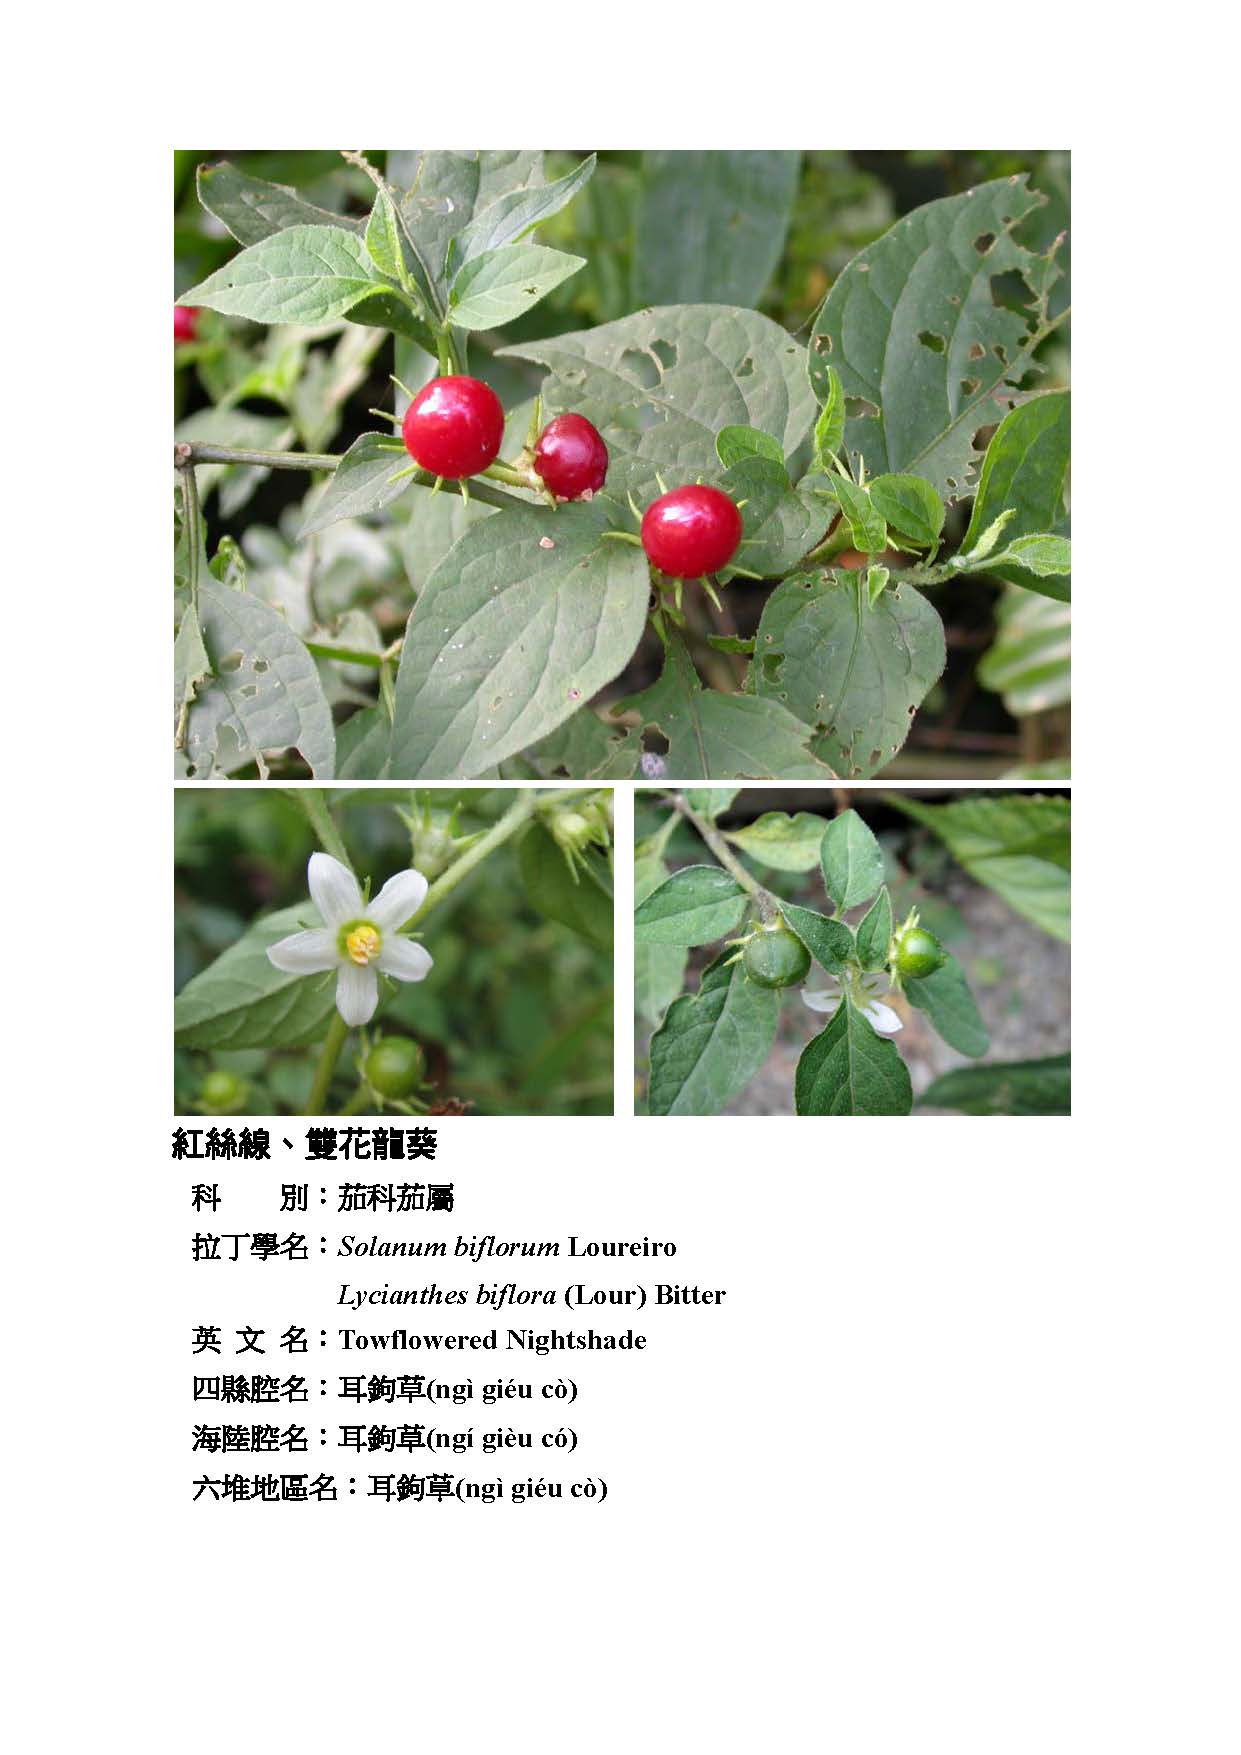 紅絲線、雙花龍葵
科　　別：茄科茄屬
拉丁學名：Solanum biflorum Loureiro
Lycianthes biflora (Lour) Bitter
英 文 名：Towflowered Nightshade
四縣腔名：耳鉤草(ngì giéu cò)
海陸腔名：耳鉤草(ngí gièu có)
六堆地區名：耳鉤草(ngì giéu cò)